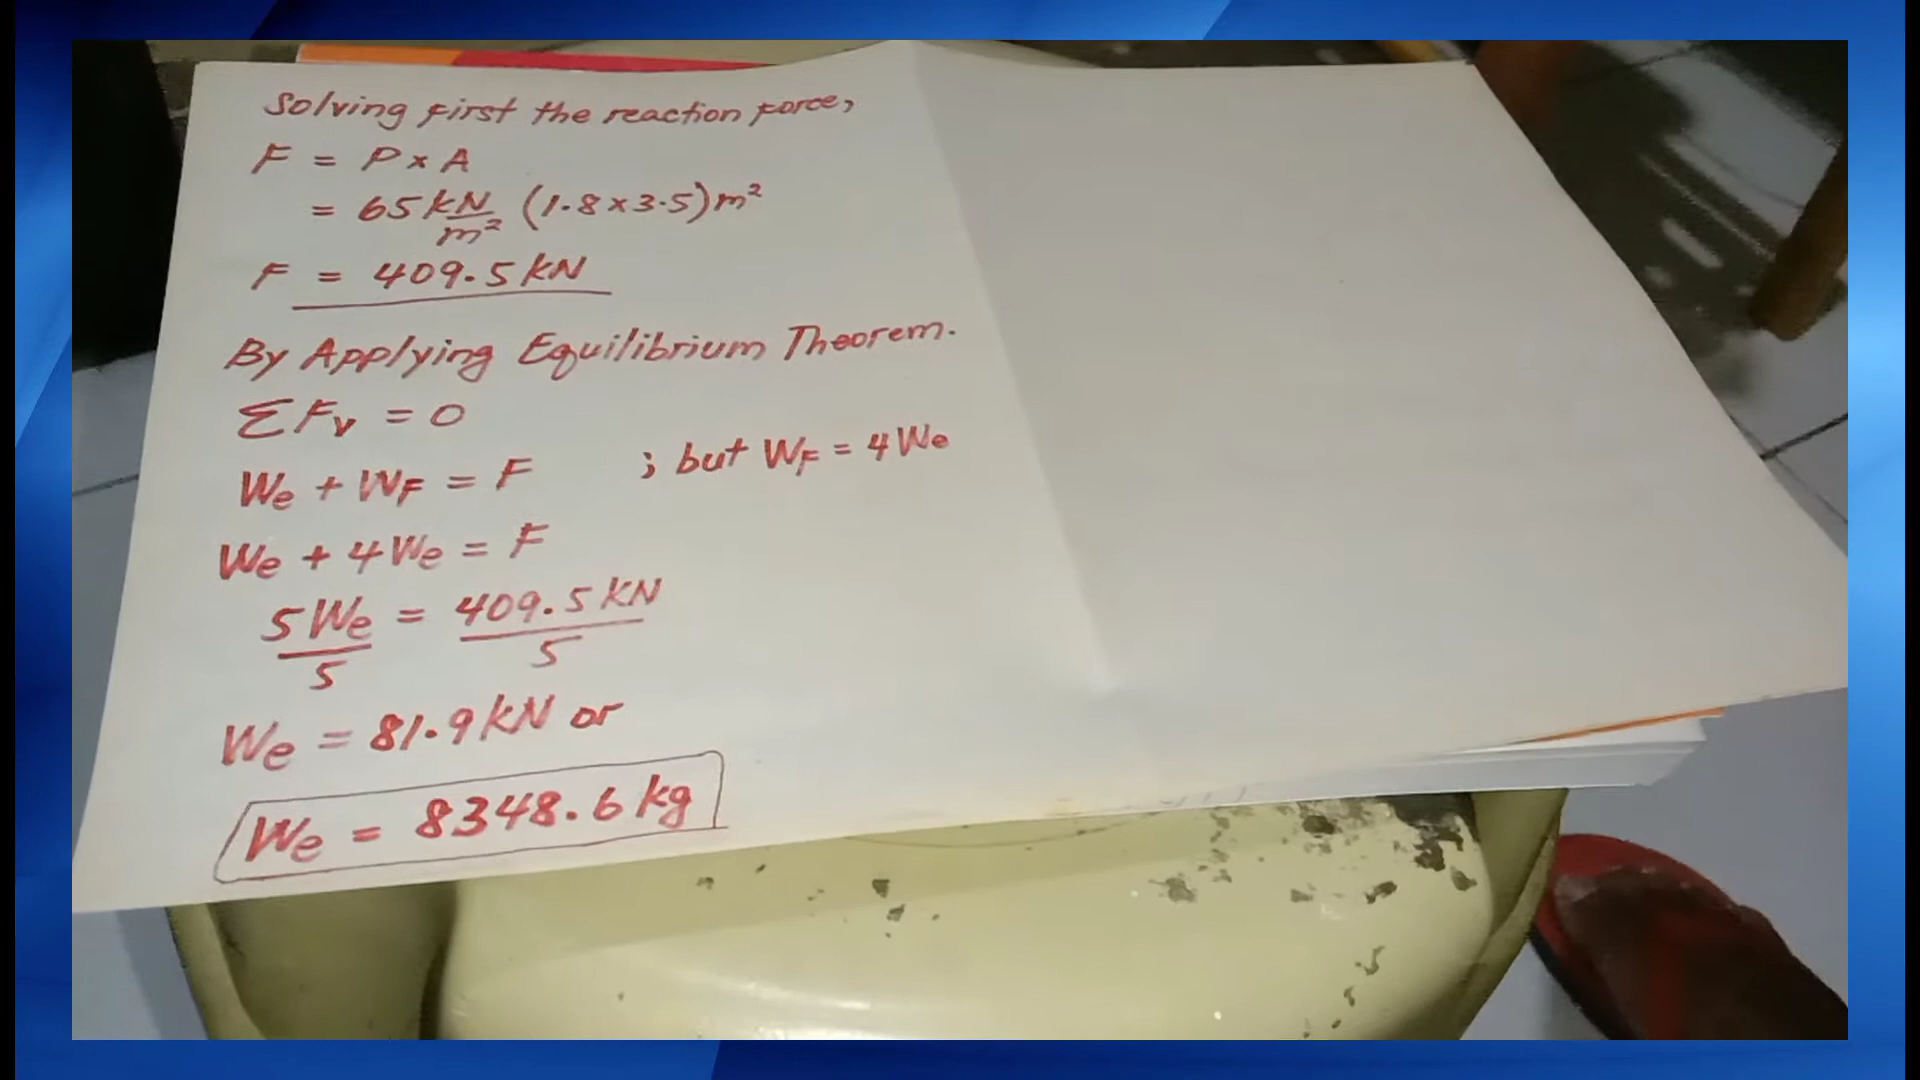 Solving first the reaction force,
F = P x A
= 65 kN/m² (1.8 x 3.5) m²
F = 409.5 kN
By Applying Equilibrium Theorem.
ΣFv = 0
We + WF = F ; but WF = 4We
We + 4We = F
5We/5 = 409.5 kN/5
We = 81.9 kN or
We = 8348.6 kg